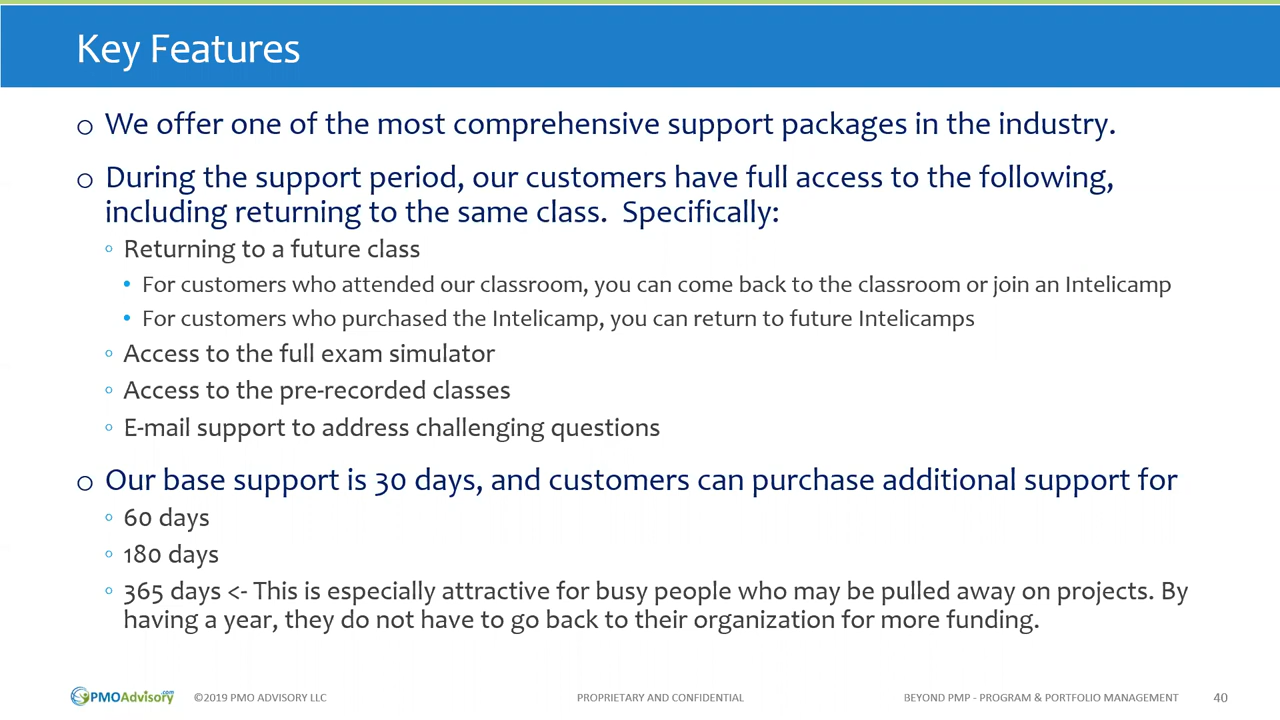 Key Features
o We offer one of the most comprehensive support packages in the industry.
o During the support period, our customers have full access to the following,
including returning to the same class.  Specifically:
◦ Returning to a future class
• For customers who attended our classroom, you can come back to the classroom or join an Intelicamp
• For customers who purchased the Intelicamp, you can return to future Intelicamps
◦ Access to the full exam simulator
◦ Access to the pre-recorded classes
◦ E-mail support to address challenging questions
o Our base support is 30 days, and customers can purchase additional support for
◦ 60 days
◦ 180 days
◦ 365 days <- This is especially attractive for busy people who may be pulled away on projects. By
having a year, they do not have to go back to their organization for more funding.
PMOAdvisory.com ©2019 PMO ADVISORY LLC PROPRIETARY AND CONFIDENTIAL BEYOND PMP - PROGRAM & PORTFOLIO MANAGEMENT 40